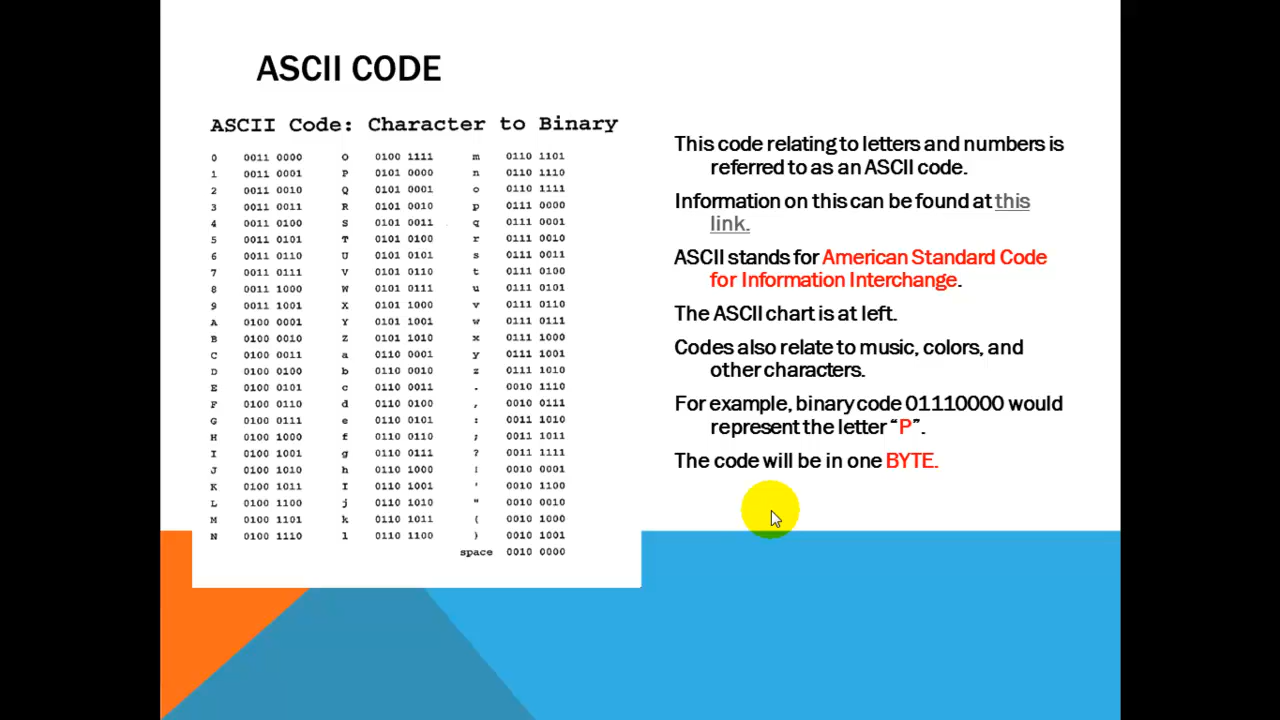 ASCII CODE
ASCII Code: Character to Binary
0 0011 0000 O 0100 1111 m 0110 1101
1 0011 0001 P 0101 0000 n 0110 1110
2 0011 0010 Q 0101 0001 o 0110 1111
3 0011 0011 R 0101 0010 p 0111 0000
4 0011 0100 S 0101 0011 q 0111 0001
5 0011 0101 T 0101 0100 r 0111 0010
6 0011 0110 U 0101 0101 s 0111 0011
7 0011 0111 V 0101 0110 t 0111 0100
8 0011 1000 W 0101 0111 u 0111 0101
9 0011 1001 X 0101 1000 v 0111 0110
A 0100 0001 Y 0101 1001 w 0111 0111
B 0100 0010 Z 0101 1010 x 0111 1000
C 0100 0011 a 0110 0001 y 0111 1001
D 0100 0100 b 0110 0010 z 0111 1010
E 0100 0101 c 0110 0011 . 0010 1110
F 0100 0110 d 0110 0100 , 0010 0111
G 0100 0111 e 0110 0101 : 0011 1010
H 0100 1000 f 0110 0110 ; 0011 1011
I 0100 1001 g 0110 0111 ? 0011 1111
J 0100 1010 h 0110 1000 ! 0010 0001
K 0100 1011 I 0110 1001 ' 0010 1100
L 0100 1100 j 0110 1010 " 0010 0010
M 0100 1101 k 0110 1011 ( 0010 1000
N 0100 1110 l 0110 1100 ) 0010 1001
space 0010 0000
This code relating to letters and numbers is
referred to as an ASCII code.
Information on this can be found at this
link.
ASCII stands for American Standard Code
for Information Interchange.
The ASCII chart is at left.
Codes also relate to music, colors, and
other characters.
For example, binary code 01110000 would
represent the letter “P”.
The code will be in one BYTE.